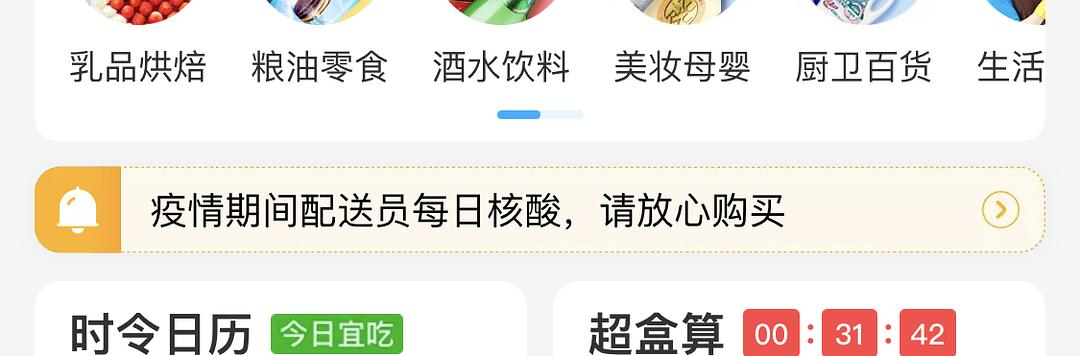 乳品烘焙 粮油零食 酒水饮料 美妆母婴 厨卫百货 生活
疫情期间配送员每日核酸，请放心购买
时令日历 今日宜吃 超盒算 00 : 31 : 42